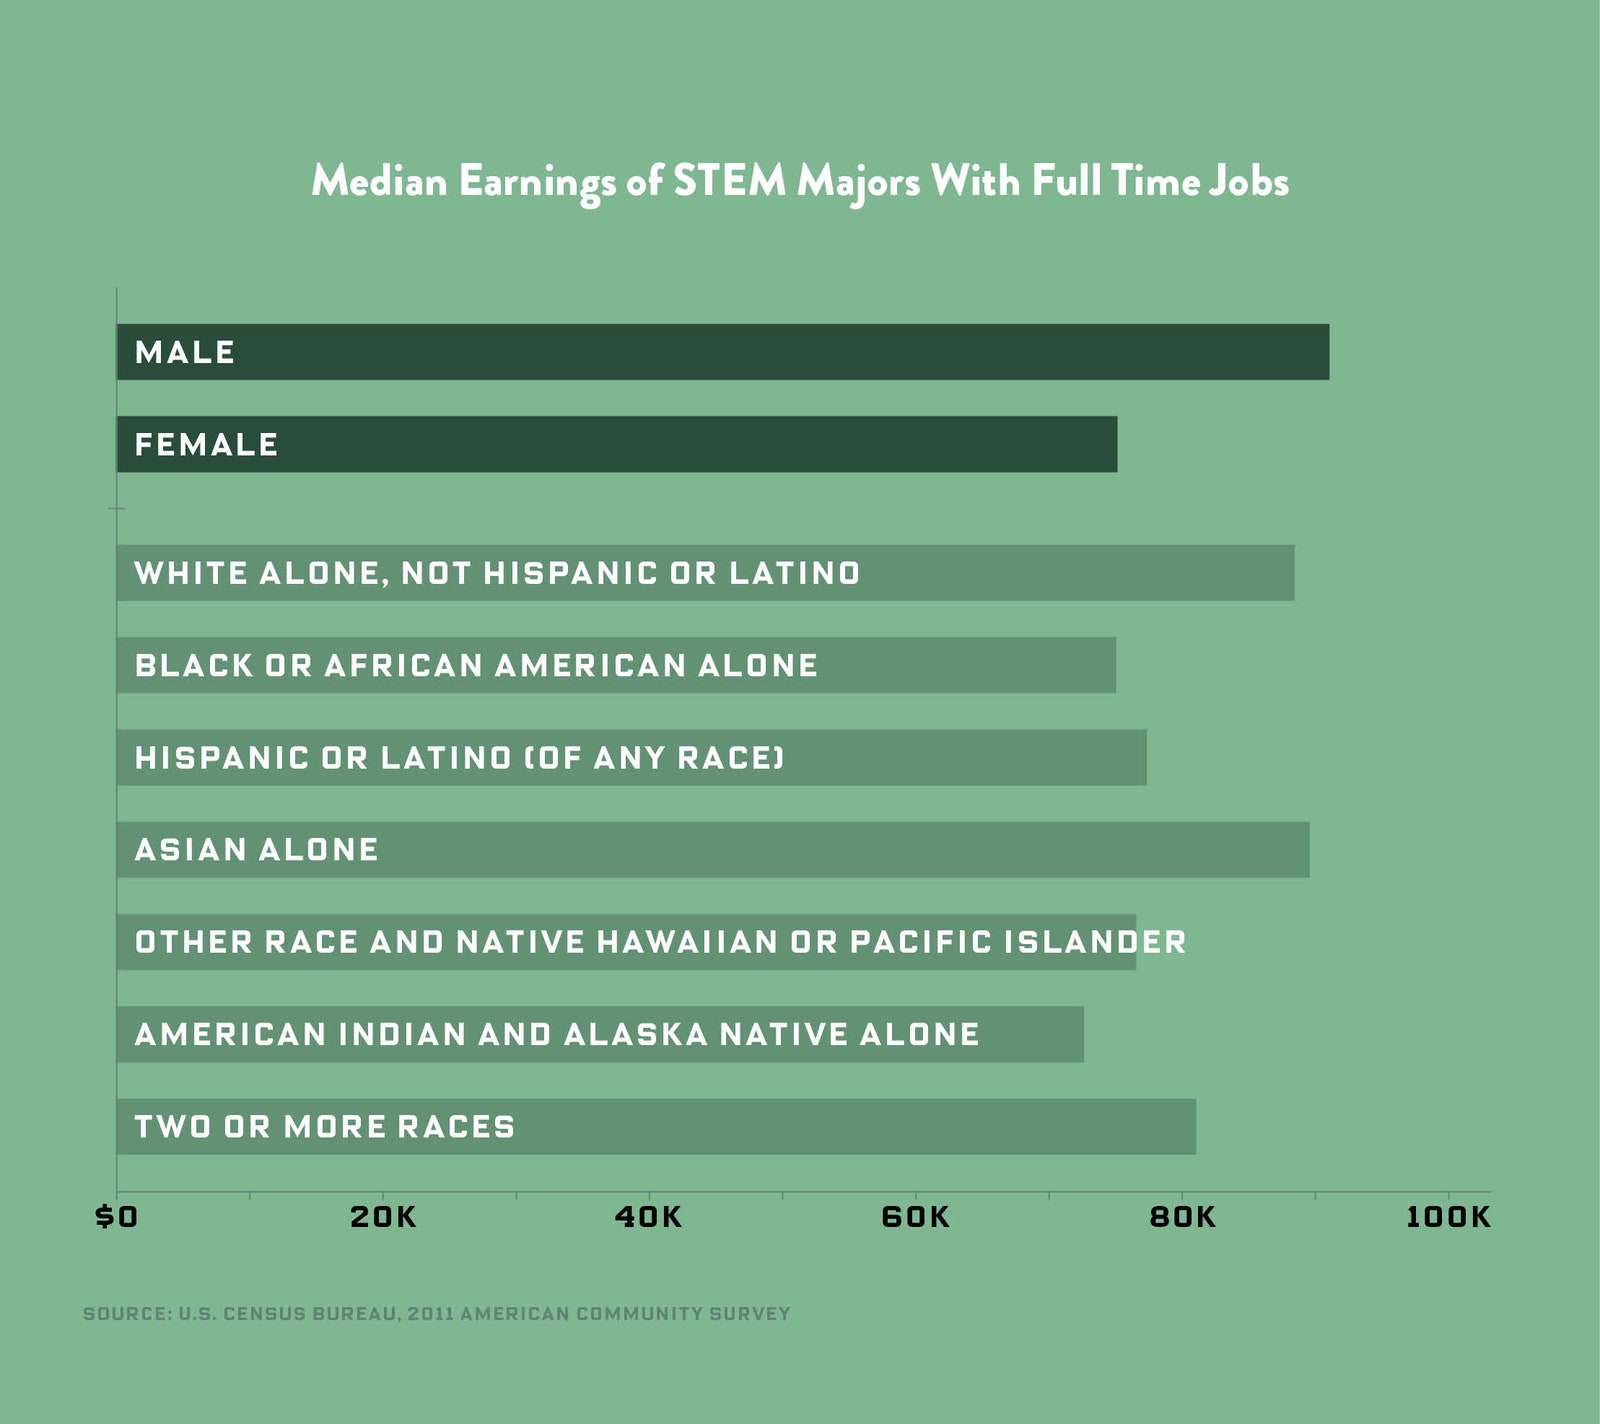 Median Earnings of STEM Majors With Full Time Jobs
MALE
FEMALE
WHITE ALONE, NOT HISPANIC OR LATINO
BLACK OR AFRICAN AMERICAN ALONE
HISPANIC OR LATINO (OF ANY RACE)
ASIAN ALONE
OTHER RACE AND NATIVE HAWAIIAN OR PACIFIC ISLANDER
AMERICAN INDIAN AND ALASKA NATIVE ALONE
TWO OR MORE RACES
$0 20K 40K 60K 80K 100K
SOURCE: U.S. CENSUS BUREAU, 2011 AMERICAN COMMUNITY SURVEY